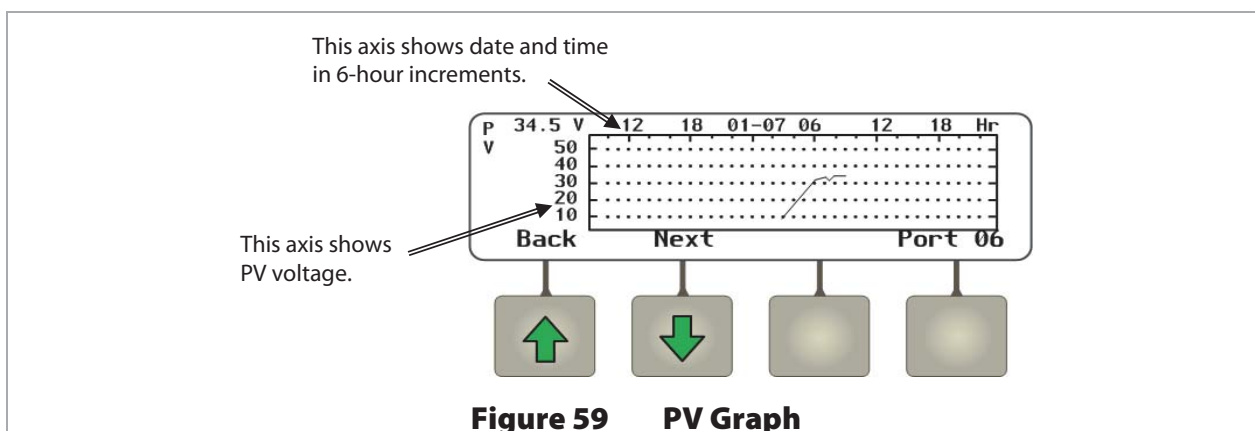 This axis shows date and time
in 6-hour increments.
P 34.5 V 12 18 01-07 06 12 18 Hr
V 50
40
30
20
10
This axis shows
PV voltage.
Back Next Port 06
Figure 59 PV Graph